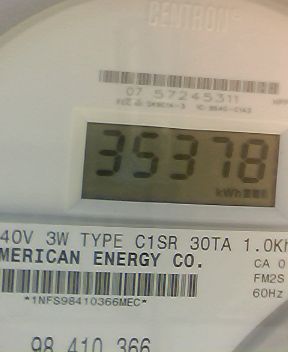 CENTRON
07 57245311
35378
kWh
40V 3W TYPE C1SR 30TA 1.0Kh
MERICAN ENERGY CO.
CA 0
FM2S
*1NFS98410366MEC*
60Hz
98 410 366